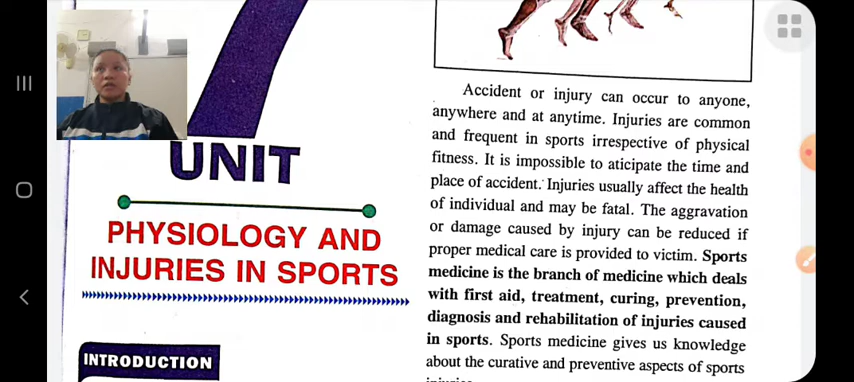 7
UNIT
PHYSIOLOGY AND
INJURIES IN SPORTS
INTRODUCTION
Accident or injury can occur to anyone,
anywhere and at anytime. Injuries are common
and frequent in sports irrespective of physical
fitness. It is impossible to aticipate the time and
place of accident. Injuries usually affect the health
of individual and may be fatal. The aggravation
or damage caused by injury can be reduced if
proper medical care is provided to victim. Sports
medicine is the branch of medicine which deals
with first aid, treatment, curing, prevention,
diagnosis and rehabilitation of injuries caused
in sports. Sports medicine gives us knowledge
about the curative and preventive aspects of sports